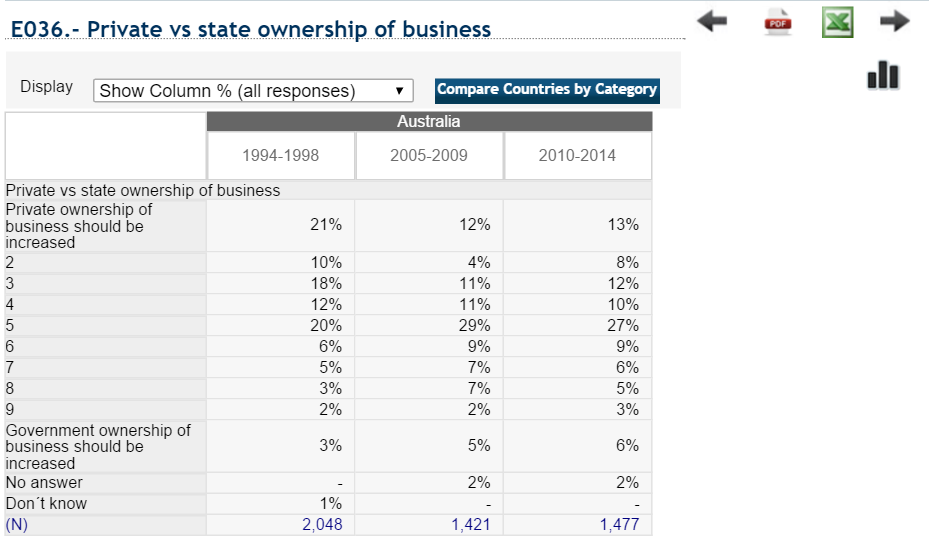 E036.- Private vs state ownership of business
PDF
Display
Show Column % (all responses)
Compare Countries by Category
Australia
1994-1998 2005-2009 2010-2014
Private vs state ownership of business
Private ownership of
business should be
increased 21% 12% 13%
2 10% 4% 8%
3 18% 11% 12%
4 12% 11% 10%
5 20% 29% 27%
6 6% 9% 9%
7 5% 7% 6%
8 3% 7% 5%
9 2% 2% 3%
Government ownership of
business should be
increased 3% 5% 6%
No answer - 2% 2%
Don´t know 1% - -
(N) 2,048 1,421 1,477